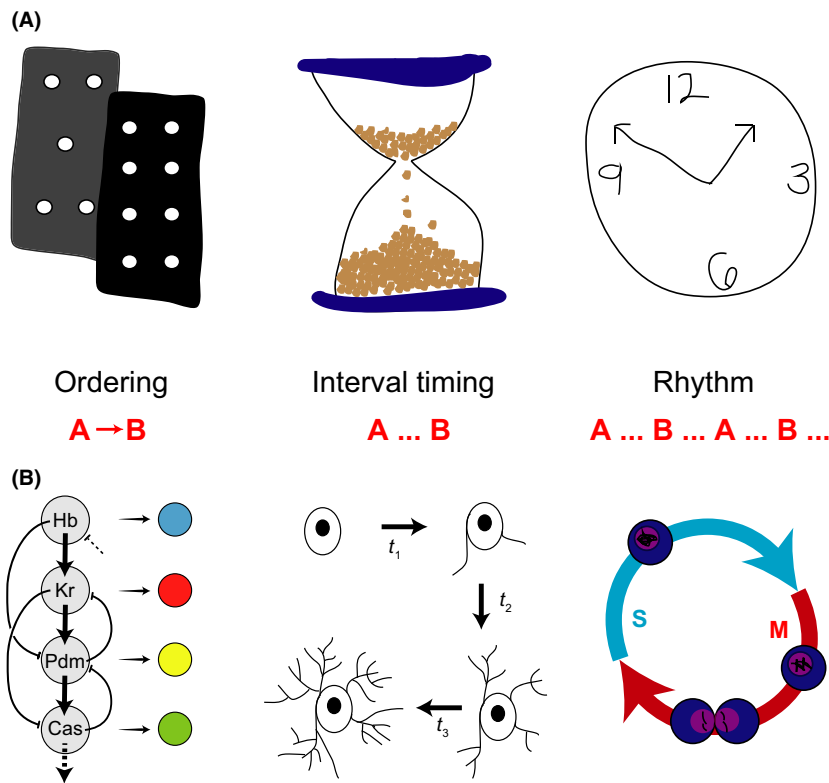 (A)
12
9
3
6
Ordering
Interval timing
Rhythm
A → B
A ... B
A ... B ... A ... B ...
(B)
Hb
Kr
Pdm
Cas
t1
t2
t3
S
M